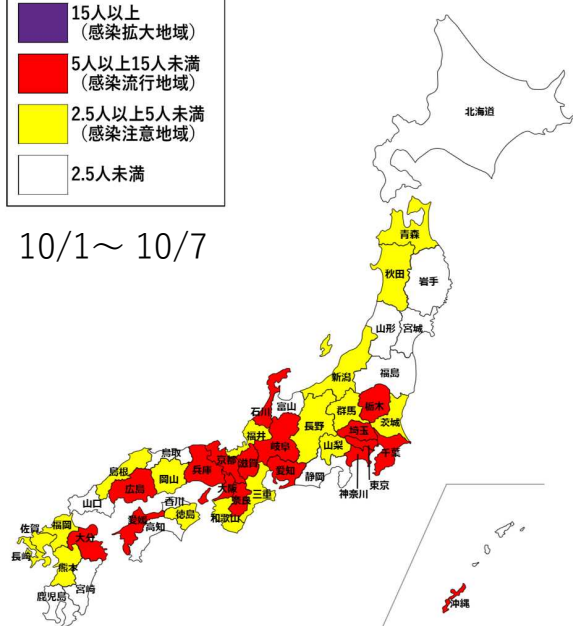 15人以上
（感染拡大地域）
5人以上15人未満
（感染流行地域）
2.5人以上5人未満
（感染注意地域）
2.5人未満
10/1～ 10/7
北海道
青森
秋田
岩手
山形
宮城
福島
新潟
石川
富山
栃木
群馬
茨城
福井
長野
埼玉
岐阜
山梨
千葉
鳥取
京都
滋賀
愛知
静岡
東京
神奈川
島根
岡山
兵庫
大阪
三重
奈良
広島
香川
徳島
和歌山
山口
愛媛
高知
佐賀
福岡
大分
長崎
熊本
宮崎
鹿児島
沖縄